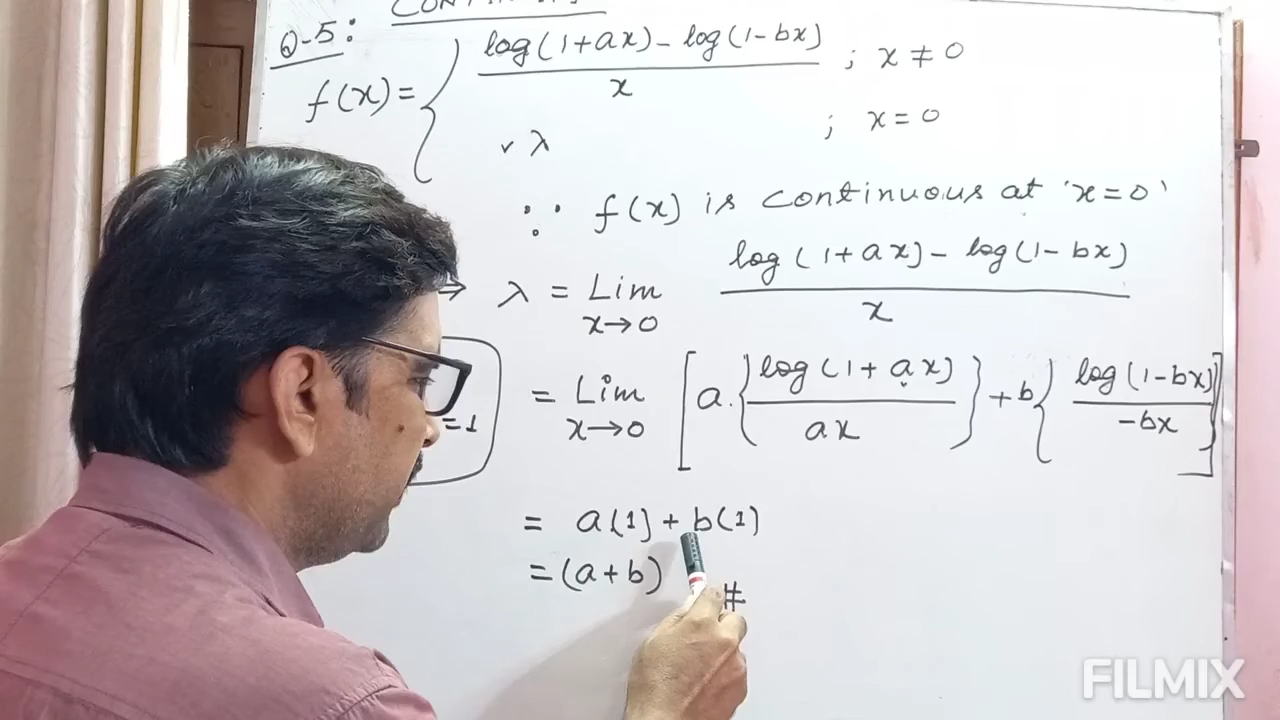 Q-5:
f(x) = { log(1+ax) - log(1-bx) / x ; x ≠ 0
λ ; x = 0
∵ f(x) is continuous at 'x=0'
⇒ λ = Lim x→0 log(1+ax) - log(1-bx) / x
= Lim x→0 [ a. { log(1+ax) / ax } + b { log(1-bx) / -bx } ]
=1
= a(1) + b(1)
= (a+b) #
FILMIX